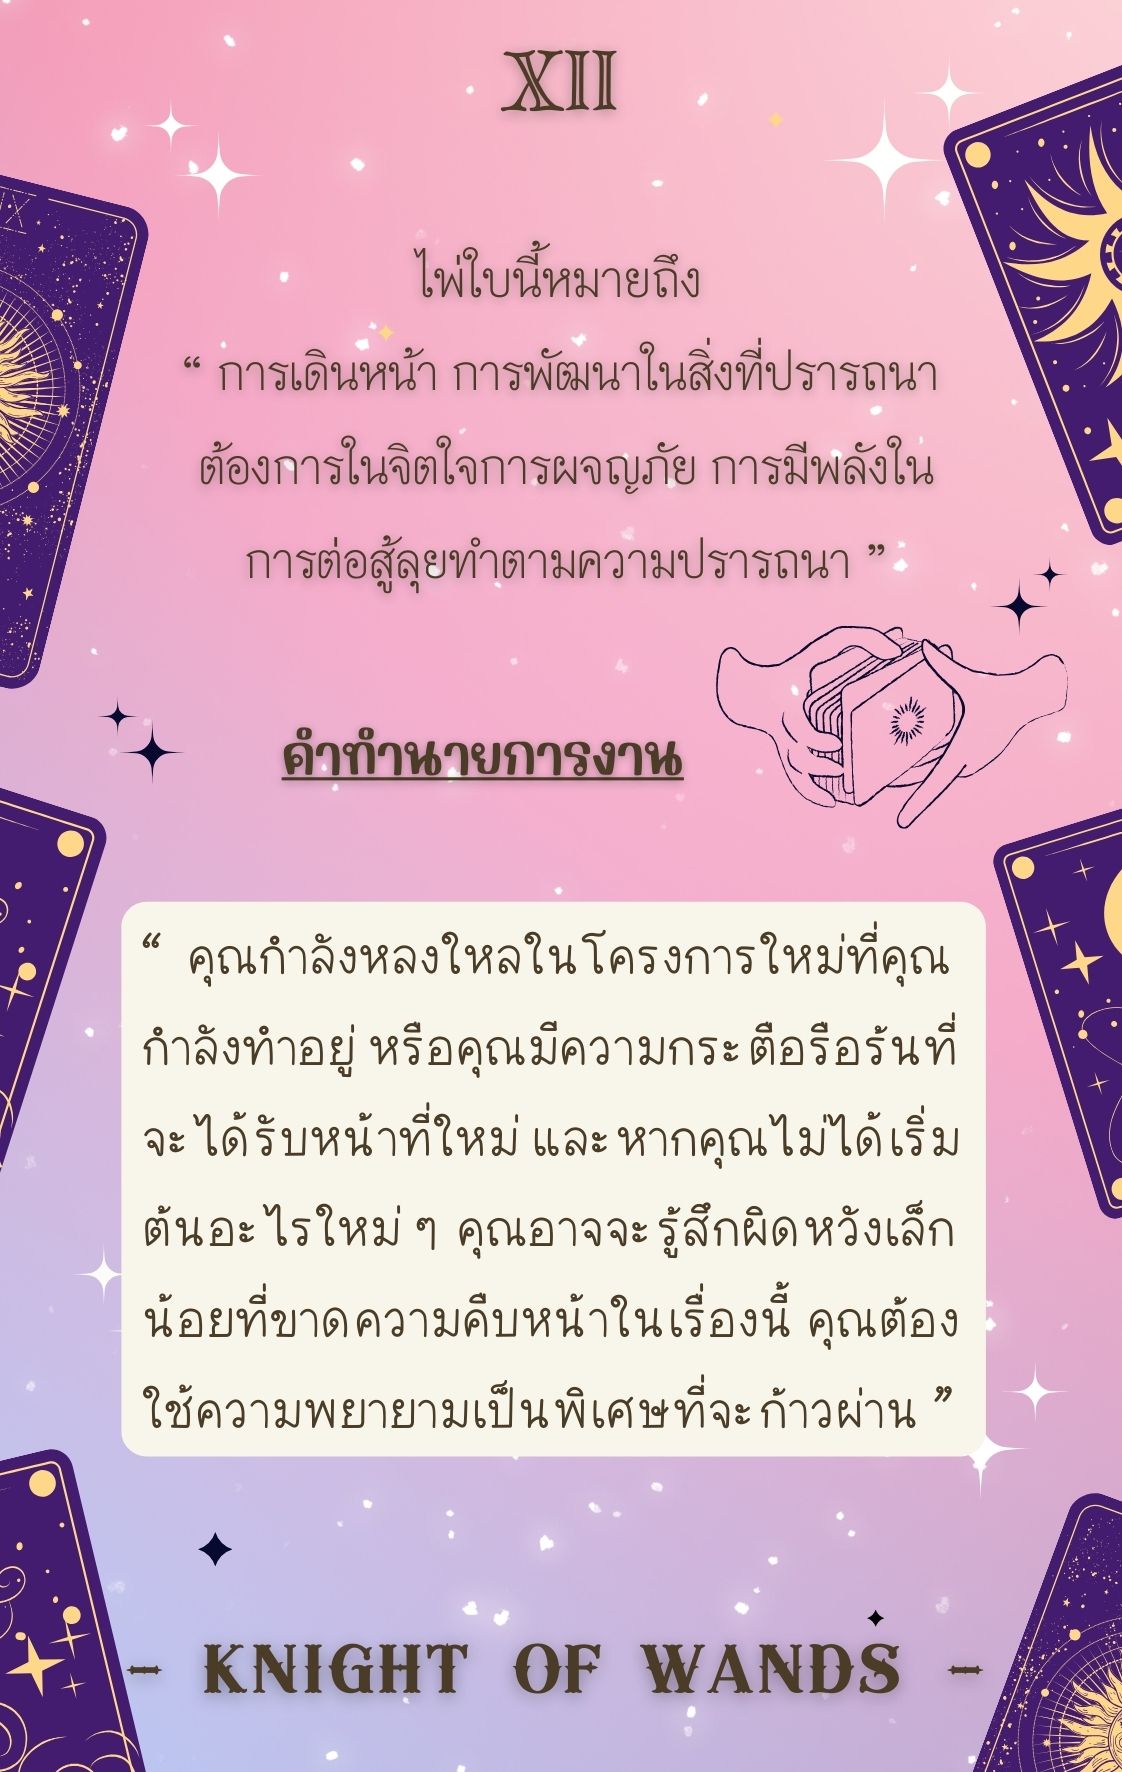 XII
ไพ่ใบนี้หมายถึง
“ การเดินหน้า การพัฒนาในสิ่งที่ปรารถนา
ต้องการในจิตใจการผจญภัย การมีพลังใน
การต่อสู้ลุยทำตามความปรารถนา ”
คำทำนายการงาน
“ คุณกำลังหลงใหลในโครงการใหม่ที่คุณ
กำลังทำอยู่ หรือคุณมีความกระตือรือร้นที่
จะได้รับหน้าที่ใหม่ และหากคุณไม่ได้เริ่ม
ต้นอะไรใหม่ ๆ คุณอาจจะรู้สึกผิดหวังเล็ก
น้อยที่ขาดความคืบหน้าในเรื่องนี้ คุณต้อง
ใช้ความพยายามเป็นพิเศษที่จะก้าวผ่าน ”
- KNIGHT OF WANDS -